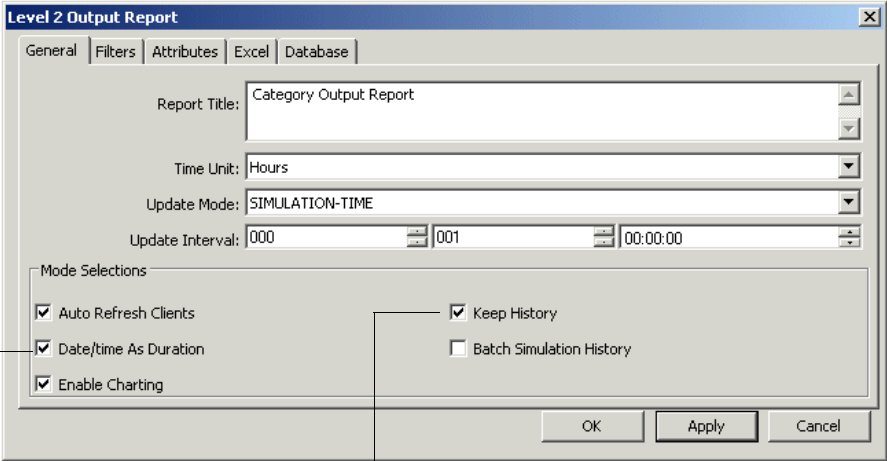 Level 2 Output Report
General Filters Attributes Excel Database
Report Title: Category Output Report
Time Unit: Hours
Update Mode: SIMULATION-TIME
Update Interval: 000 001 00:00:00
Mode Selections
Auto Refresh Clients Keep History
Date/time As Duration Batch Simulation History
Enable Charting
OK Apply Cancel